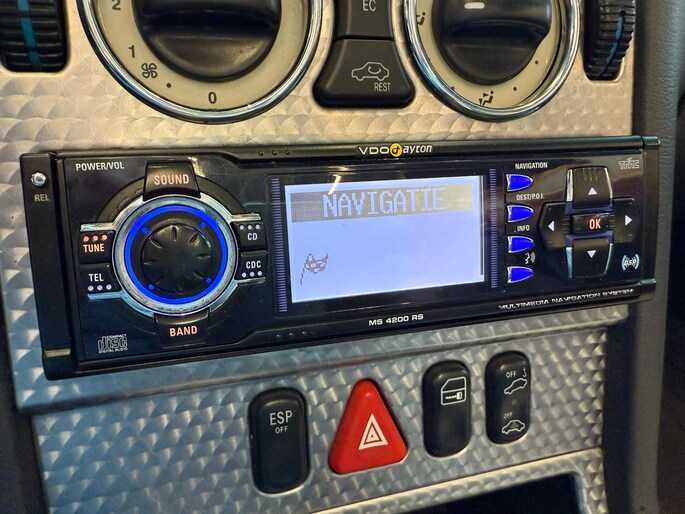 EC
2
1
0
REST
VDO dayton
POWER/VOL
REL
SOUND
TUNE
TEL
CD
CDC
BAND
COMPACT
disc
DIGITAL AUDIO
NAVIGATIE
NAVIGATION
DEST/P.O.I.
INFO
OK
TMC
MS 4200 RS
MULTIMEDIA NAVIGATION SYSTEM
ESP
OFF
OFF
OFF